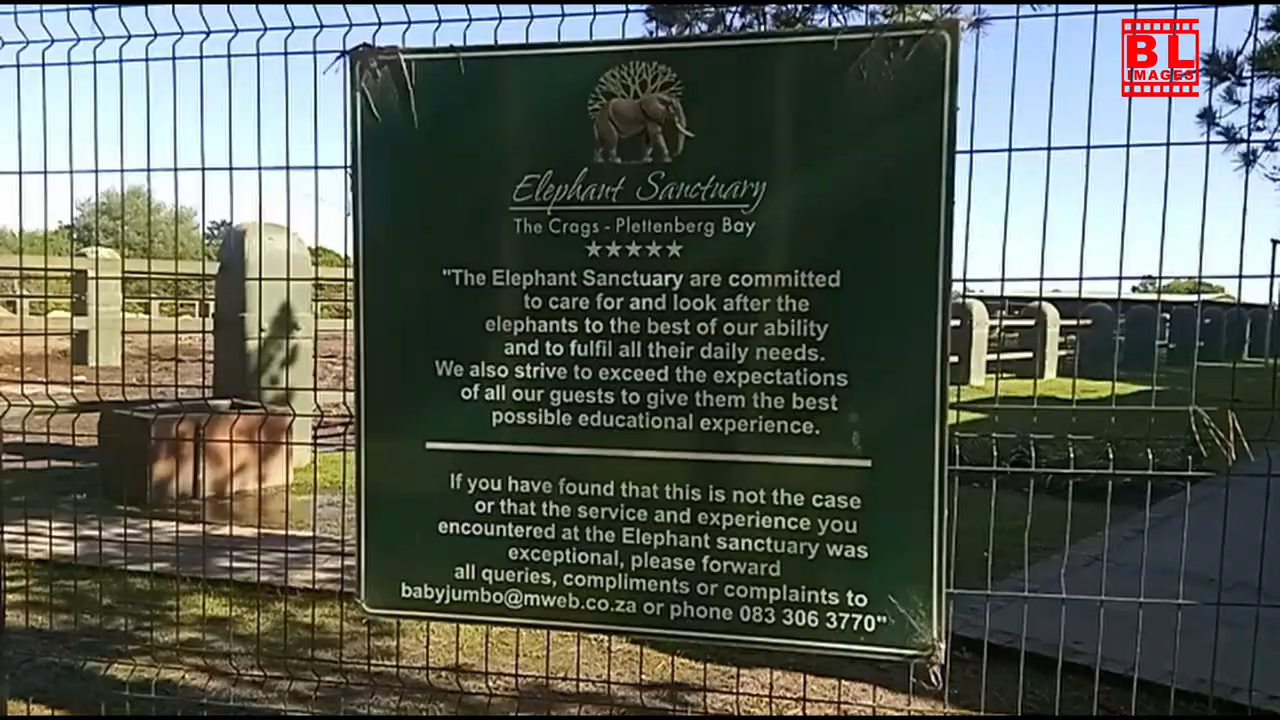 BL
IMAGES
Elephant Sanctuary
The Crags - Plettenberg Bay
★★★★★
"The Elephant Sanctuary are committed
to care for and look after the
elephants to the best of our ability
and to fulfil all their daily needs.
We also strive to exceed the expectations
of all our guests to give them the best
possible educational experience.
If you have found that this is not the case
or that the service and experience you
encountered at the Elephant sanctuary was
exceptional, please forward
all queries, compliments or complaints to
babyjumbo@mweb.co.za or phone 083 306 3770"